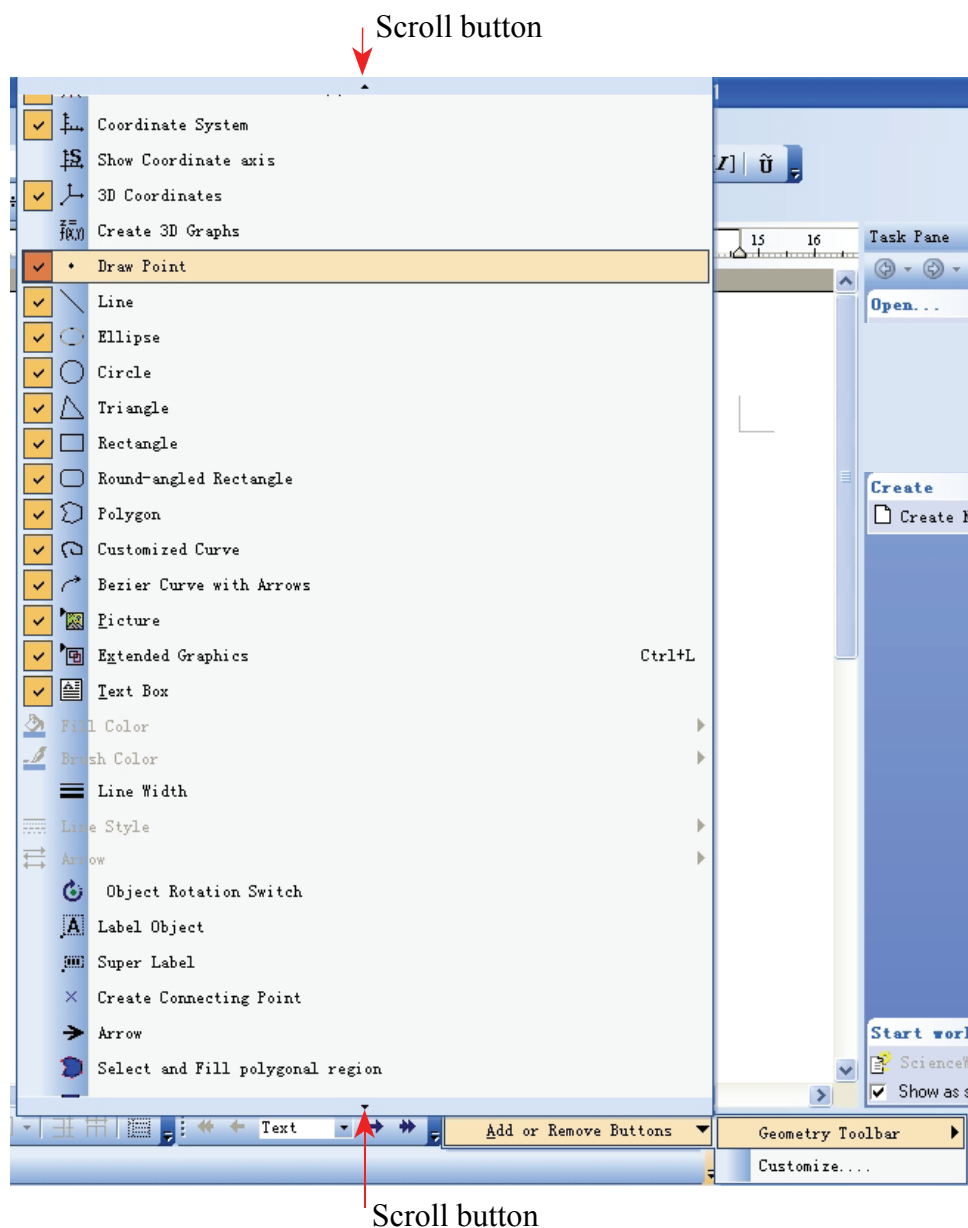 Scroll button
Coordinate System
Show Coordinate axis
3D Coordinates
Create 3D Graphs
Draw Point
Line
Ellipse
Circle
Triangle
Rectangle
Round-angled Rectangle
Polygon
Customized Curve
Bezier Curve with Arrows
Picture
Extended Graphics Ctrl+L
Text Box
Fill Color
Brush Color
Line Width
Line Style
Arrow
Object Rotation Switch
Label Object
Super Label
Create Connecting Point
Arrow
Select and Fill polygonal region
15 16
Task Pane
Open...
Create
Create
Start
Show as
Text
Add or Remove Buttons
Geometry Toolbar
Customize....
Scroll button